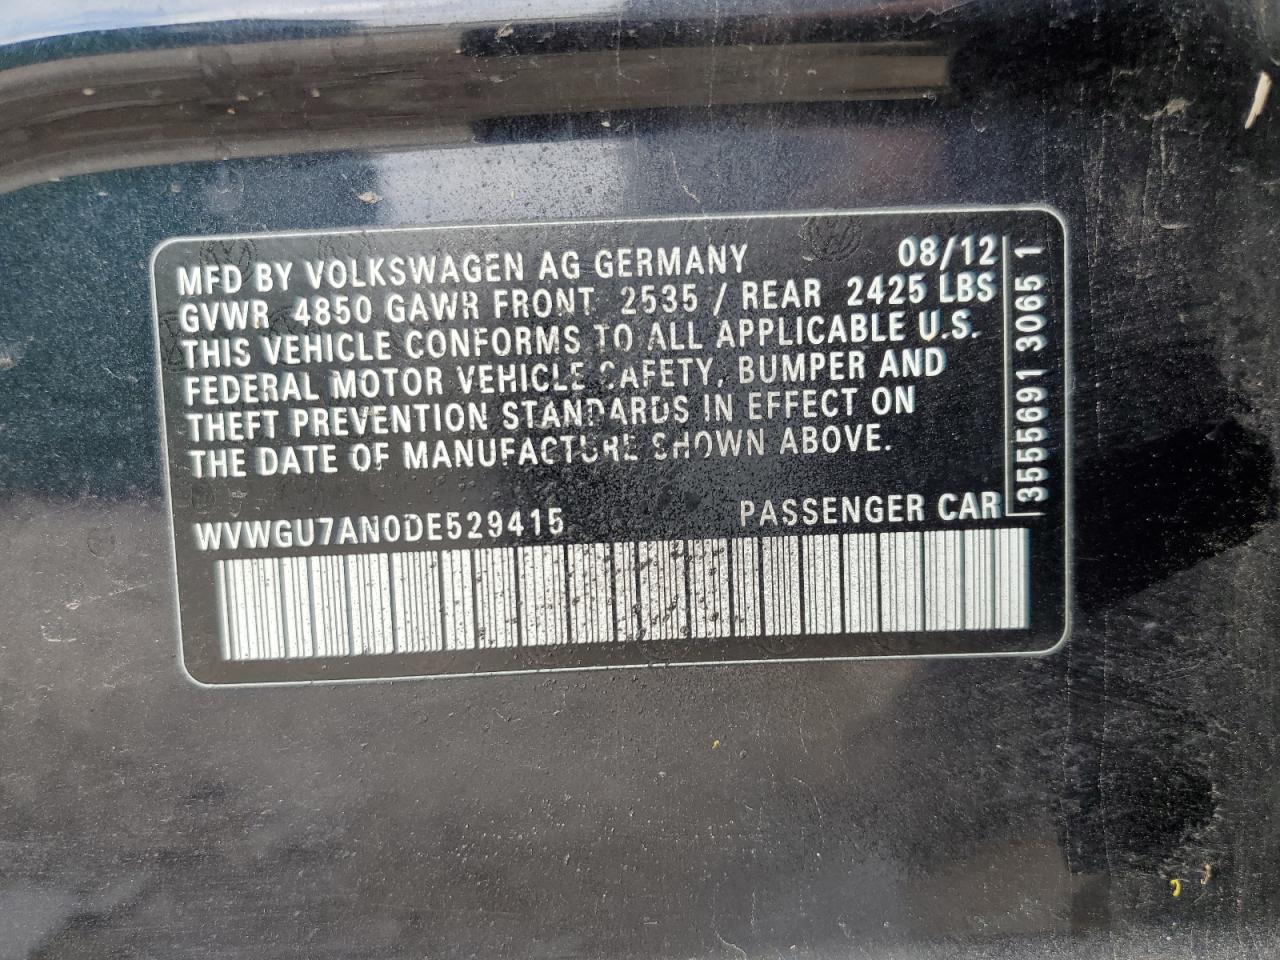 MFD BY VOLKSWAGEN AG GERMANY 08/12
GVWR 4850 GAWR FRONT 2535 / REAR 2425 LBS
THIS VEHICLE CONFORMS TO ALL APPLICABLE U.S.
FEDERAL MOTOR VEHICLE SAFETY, BUMPER AND
THEFT PREVENTION STANDARDS IN EFFECT ON
THE DATE OF MANUFACTURE SHOWN ABOVE.
WVWGU7AN0DE529415 PASSENGER CAR
3555691 3065 1